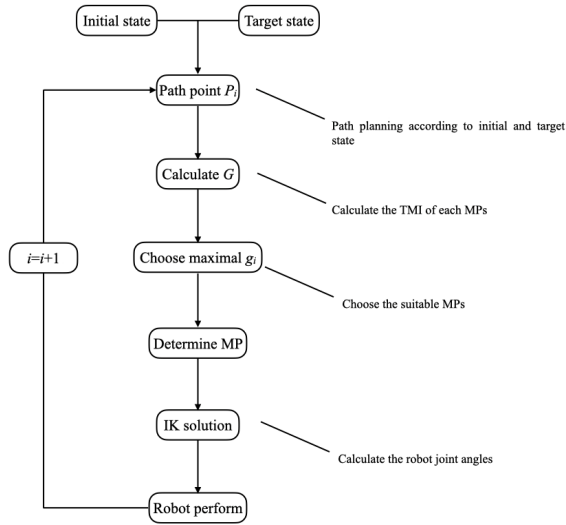 Initial state
Target state
Path point Pi
Path planning according to initial and target
state
Calculate G
Calculate the TMI of each MPs
i=i+1
Choose maximal gi
Choose the suitable MPs
Determine MP
IK solution
Calculate the robot joint angles
Robot perform